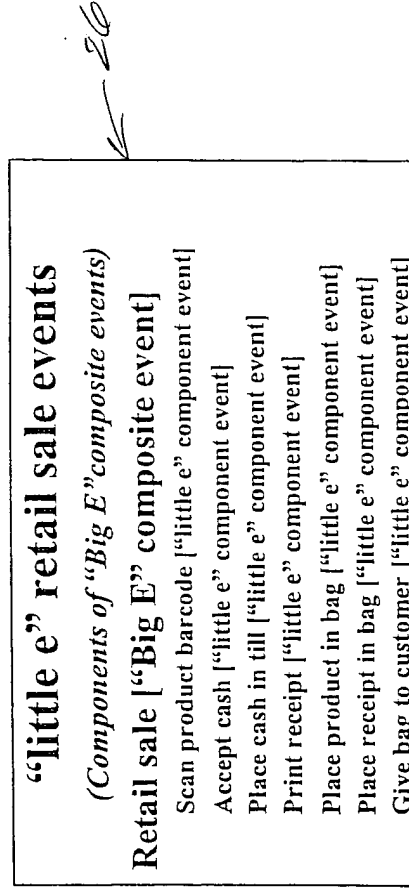 26
“little e” retail sale events
(Components of “Big E”composite events)
Retail sale [“Big E” composite event]
Scan product barcode [“little e” component event]
Accept cash [“little e” component event]
Place cash in till [“little e” component event]
Print receipt [“little e” component event]
Place product in bag [“little e” component event]
Place receipt in bag [“little e” component event]
Give bag to customer [“little e” component event]